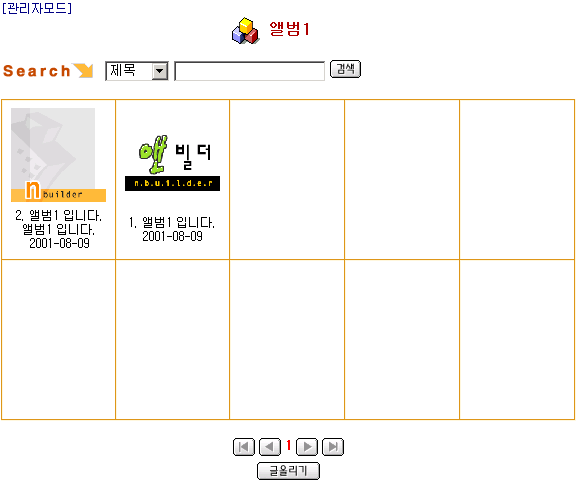 [관리자모드]
앨범1
Search 제목 검색
n builder
2. 앨범1 입니다.
앨범1 입니다.
2001-08-09
앤 빌더
n.b.u.i.l.d.e.r
1. 앨범1 입니다.
2001-08-09
1
글올리기